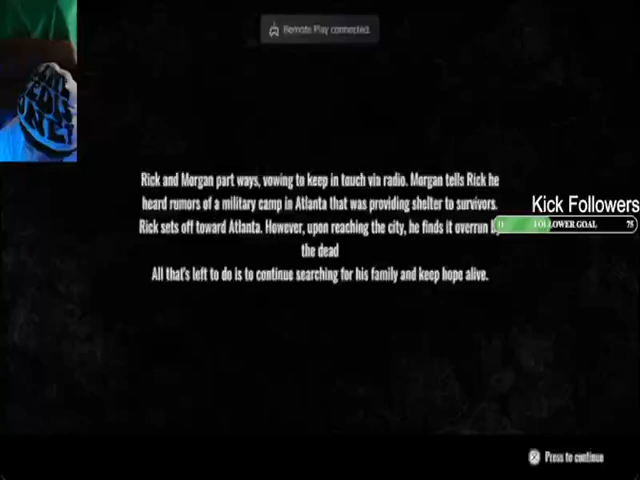 Remote Play connected.
Rick and Morgan part ways, vowing to keep in touch via radio. Morgan tells Rick he
heard rumors of a military camp in Atlanta that was providing shelter to survivors.
Kick Followers
Rick sets off toward Atlanta. However, upon reaching the city, he finds it overrun
FOLLOWER GOAL 75
the dead
All that's left to do is to continue searching for his family and keep hope alive.
Press to continue